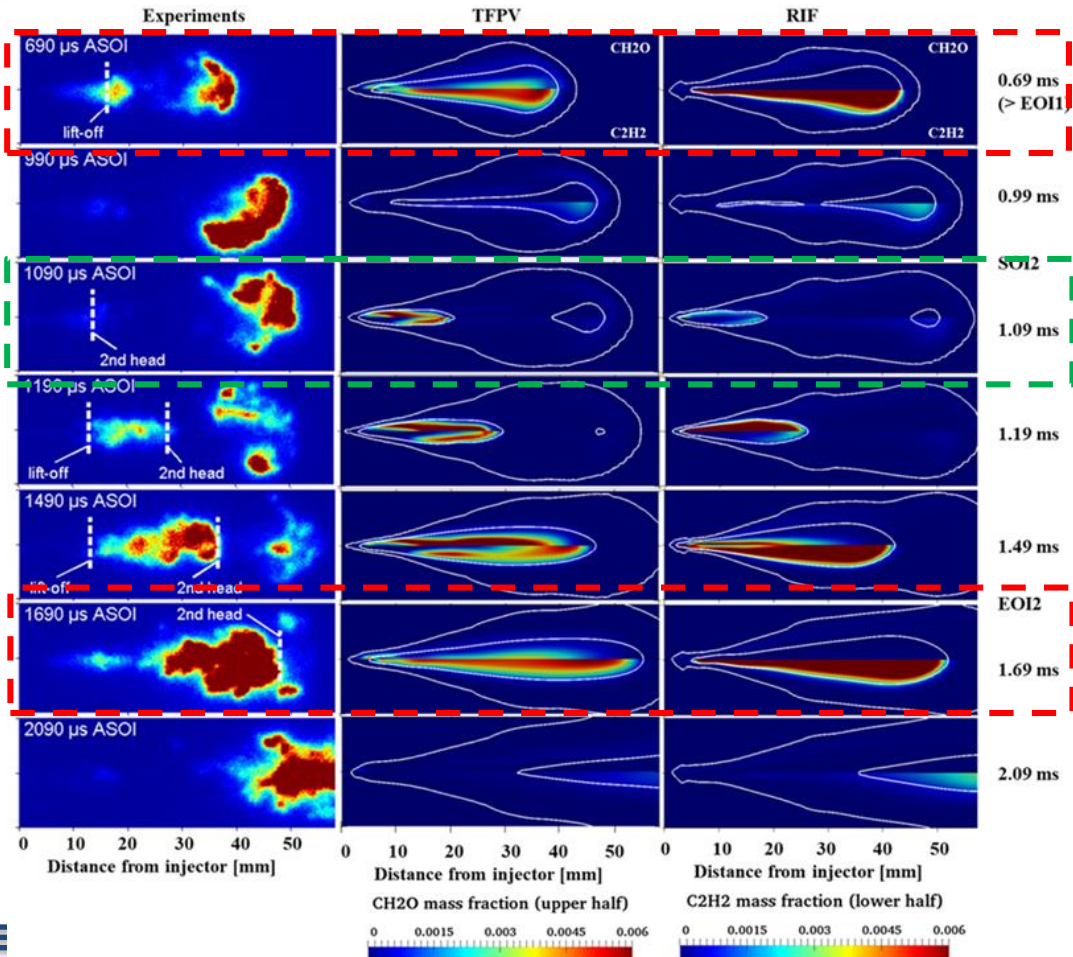 Experiments TFPV RIF
690 µs ASOI CH2O CH2O
lift-off C2H2 C2H2
0.69 ms
(> EOI1)
990 µs ASOI
0.99 ms
SOI2
1090 µs ASOI
2nd head
1.09 ms
1190 µs ASOI
lift-off 2nd head
1.19 ms
1490 µs ASOI
lift-off 2nd head
1.49 ms
EOI2
1690 µs ASOI 2nd head
1.69 ms
2090 µs ASOI
2.09 ms
0 10 20 30 40 50 0 10 20 30 40 50 0 10 20 30 40 50
Distance from injector [mm] Distance from injector [mm] Distance from injector [mm]
CH2O mass fraction (upper half) C2H2 mass fraction (lower half)
0 0.0015 0.003 0.0045 0.006 0 0.0015 0.003 0.0045 0.006